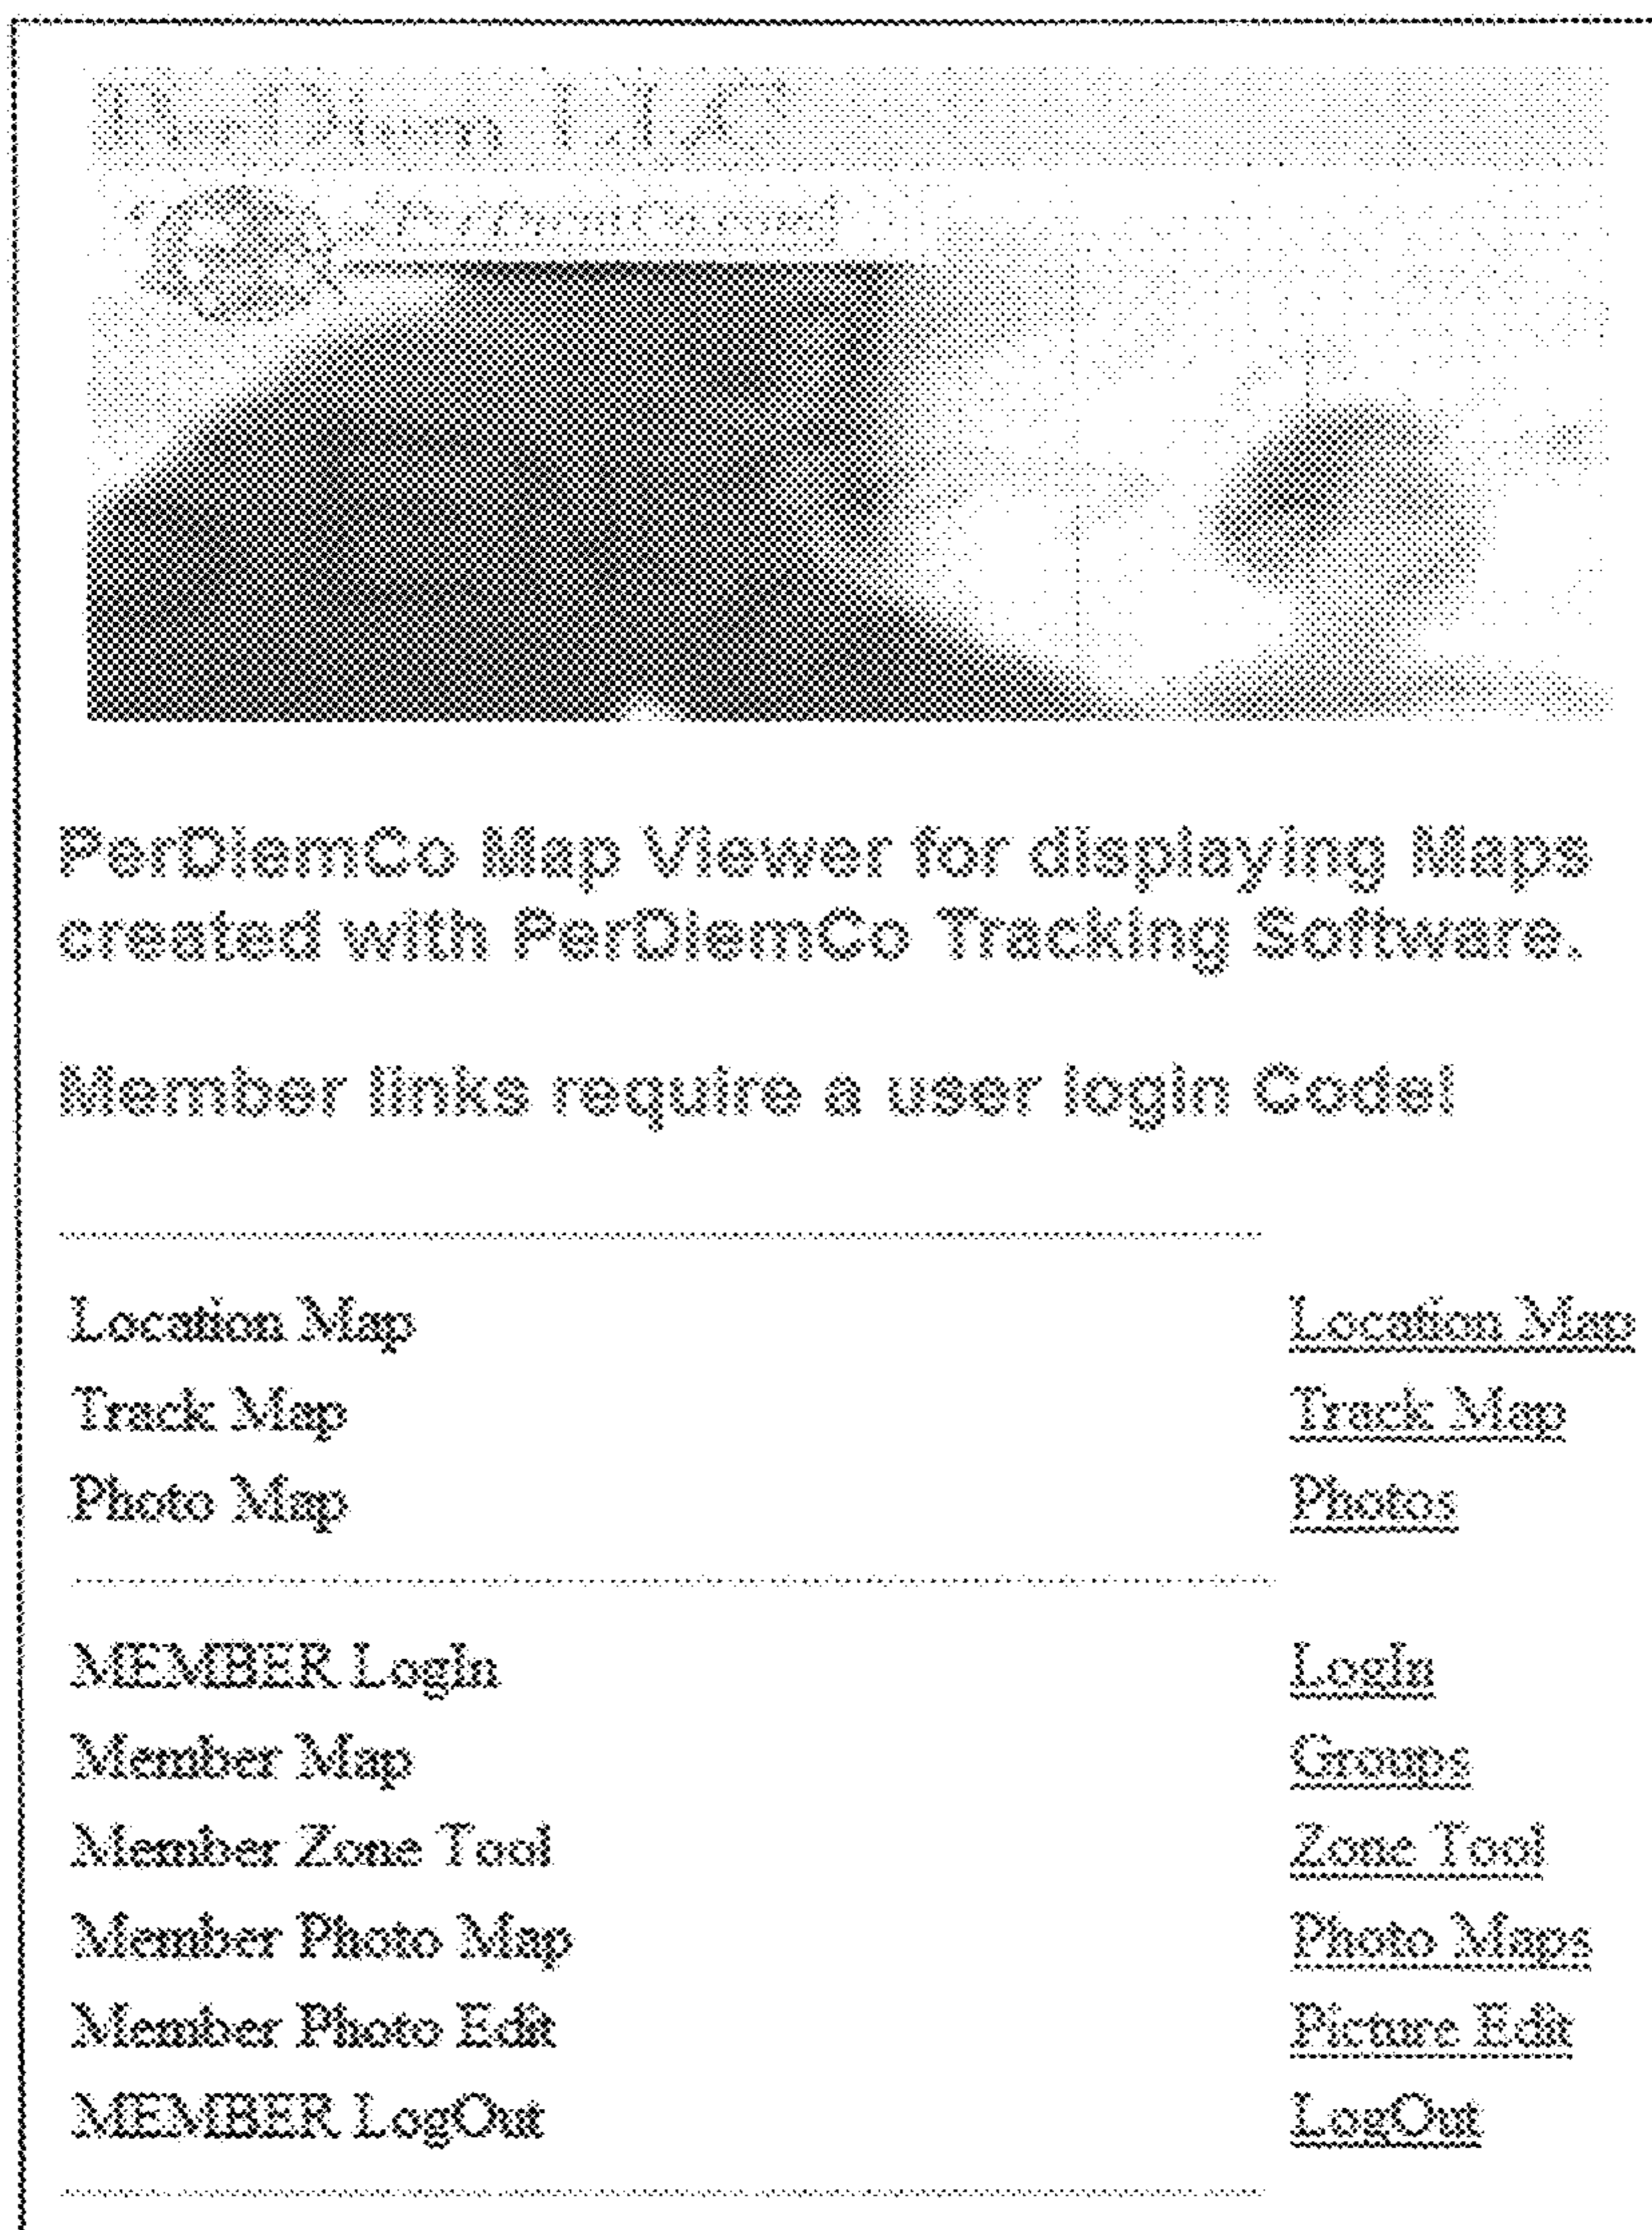 PerDiem LLC
PerDiemCo Map Viewer for displaying Maps
created with PerDiemCo Tracking Software.
Member links require a user login Code!
Location Map Location Map
Track Map Track Map
Photo Map Photos
MEMBER LogIn LogIn
Member Map Groups
Member Zone Tool Zone Tool
Member Photo Map Photo Maps
Member Photo Edit Picture Edit
MEMBER LogOut LogOut